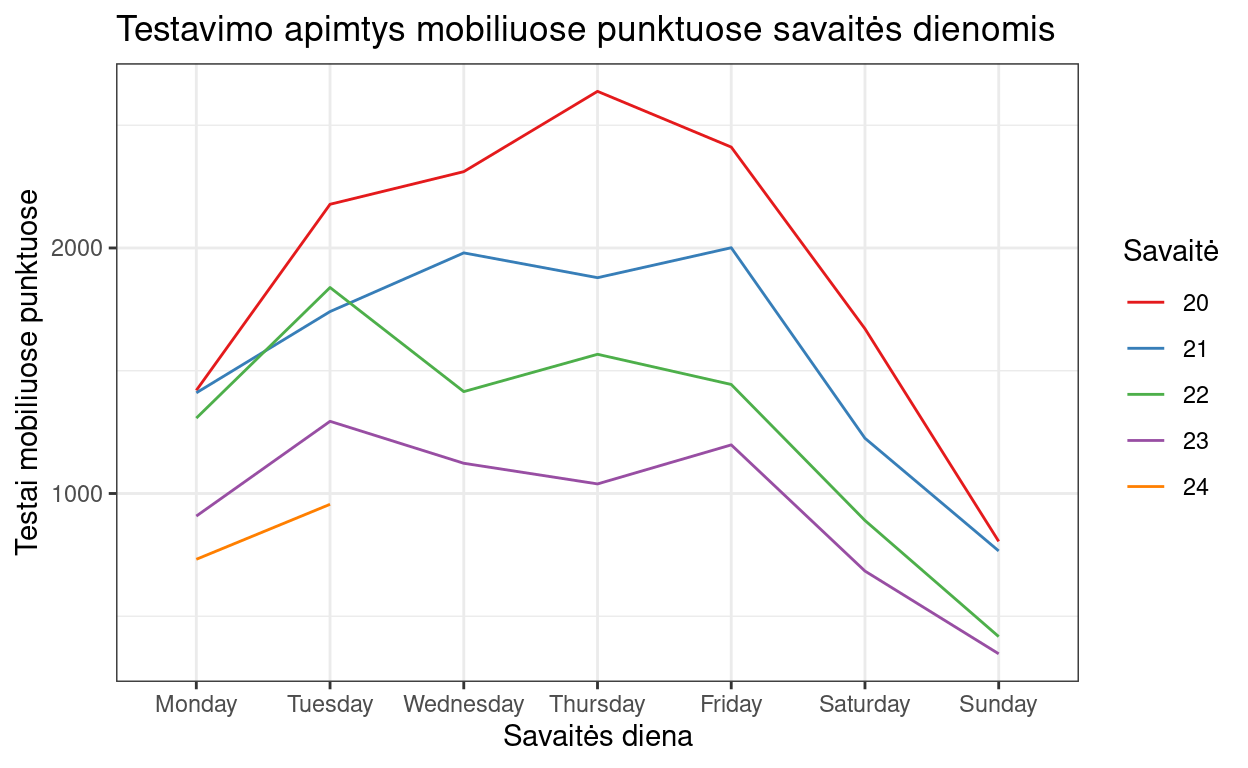 Testavimo apimtys mobiliuose punktuose savaitės dienomis
Testai mobiliuose punktuose
2000
1000
Monday Tuesday Wednesday Thursday Friday Saturday Sunday
Savaitės diena
Savaitė
20
21
22
23
24